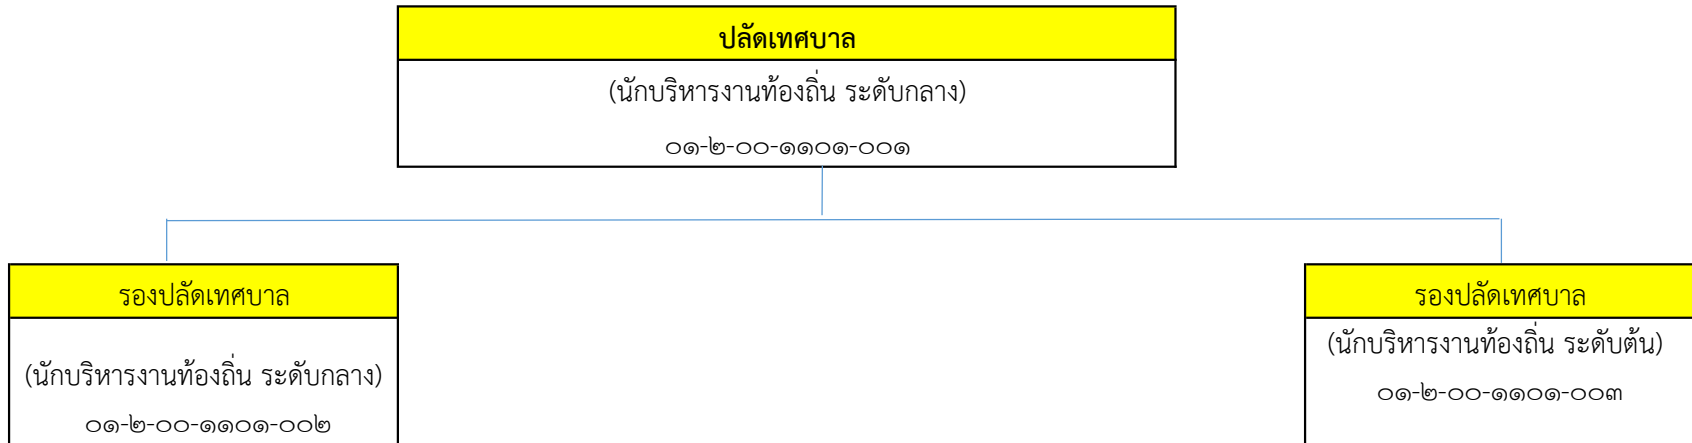 ปลัดเทศบาล
(นักบริหารงานท้องถิ่น ระดับกลาง)
๐๑-๒-๐๐-๑๑๐๑-๐๐๑
รองปลัดเทศบาล
(นักบริหารงานท้องถิ่น ระดับกลาง)
๐๑-๒-๐๐-๑๑๐๑-๐๐๒
รองปลัดเทศบาล
(นักบริหารงานท้องถิ่น ระดับต้น)
๐๑-๒-๐๐-๑๑๐๑-๐๐๓